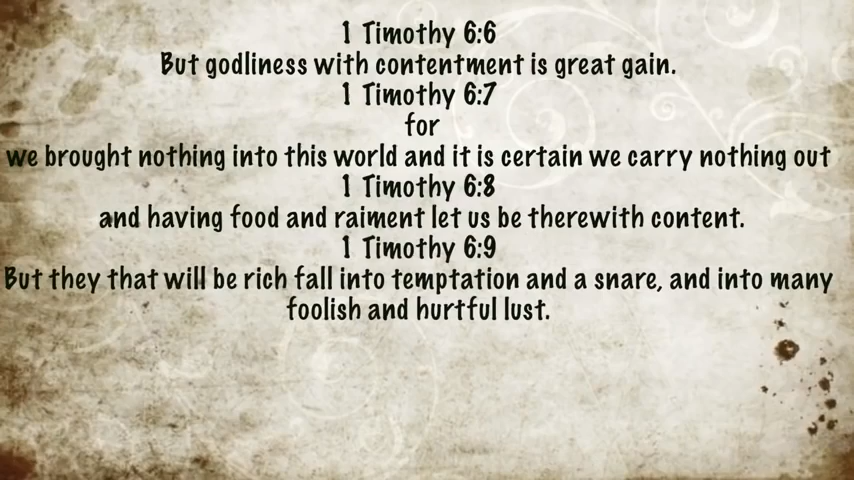 1 Timothy 6:6
But godliness with contentment is great gain.
1 Timothy 6:7
for
we brought nothing into this world and it is certain we carry nothing out
1 Timothy 6:8
and having food and raiment let us be therewith content.
1 Timothy 6:9
But they that will be rich fall into temptation and a snare, and into many
foolish and hurtful lust.